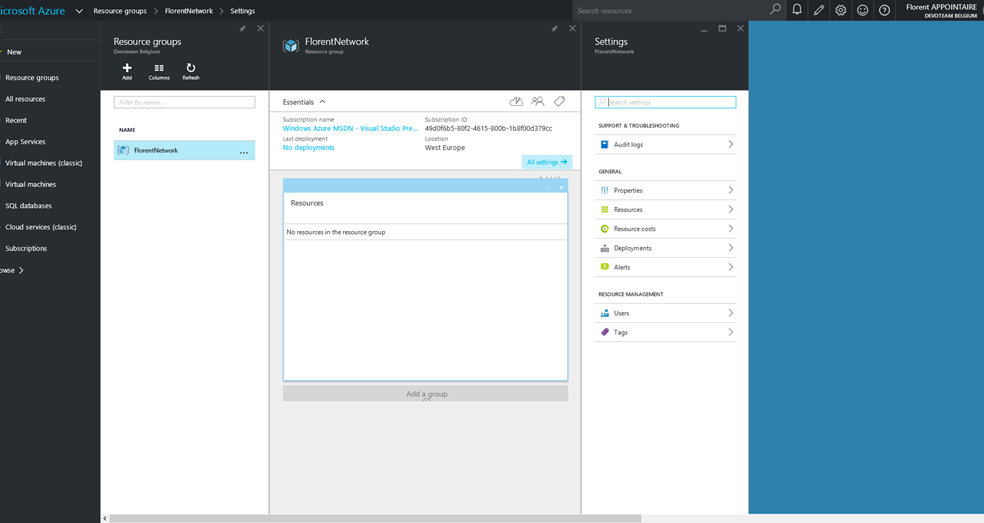 Microsoft Azure
Resource groups > FlorentNetwork > Settings
Search resources
Florent APPOINTAIRE
DEVOTEAM BELGIUM
New
Resource groups
All resources
Recent
App Services
Virtual machines (classic)
Virtual machines
SQL databases
Cloud services (classic)
Subscriptions
owse >
Resource groups
Devoteam Belgium
Add
Columns
Refresh
Filter by name...
NAME
FlorentNetwork
...
FlorentNetwork
Resource group
Essentials
Subscription name
Windows Azure MSDN - Visual Studio Pre...
Last deployment
No deployments
Subscription ID
49d0f6b5-80f2-4615-800b-1b8f00d379cc
Location
West Europe
All settings →
Resources
No resources in the resource group
Add a group
Settings
FlorentNetwork
Search settings
SUPPORT & TROUBLESHOOTING
Audit logs
GENERAL
Properties
Resources
Resource costs
Deployments
Alerts
RESOURCE MANAGEMENT
Users
Tags